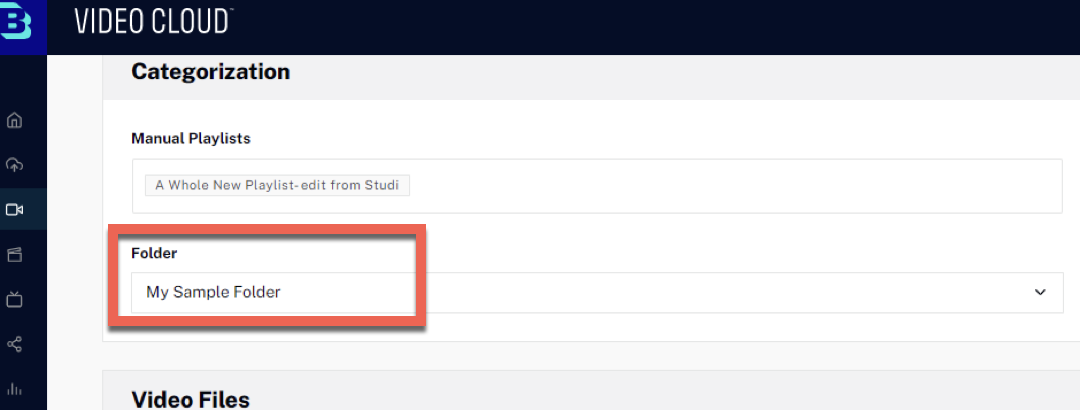 VIDEO CLOUD™
Categorization
Manual Playlists
A Whole New Playlist-edit from Studi
Folder
My Sample Folder
Video Files